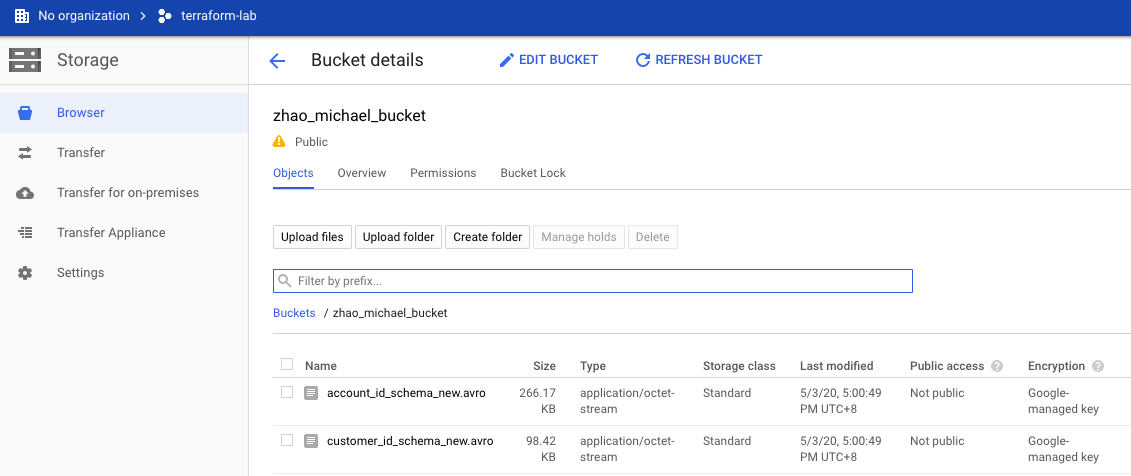 No organization > terraform-lab
Storage
Bucket details EDIT BUCKET REFRESH BUCKET
Browser
Transfer
Transfer for on-premises
Transfer Appliance
Settings
zhao_michael_bucket
Public
Objects Overview Permissions Bucket Lock
Upload files Upload folder Create folder Manage holds Delete
Filter by prefix...
Buckets / zhao_michael_bucket
Name Size Type Storage class Last modified Public access ? Encryption ?
account_id_schema_new.avro 266.17 application/octet- Standard 5/3/20, 5:00:49 Not public Google-
KB stream PM UTC+8 managed key
customer_id_schema_new.avro 98.42 application/octet- Standard 5/3/20, 5:00:49 Not public Google-
KB stream PM UTC+8 managed key